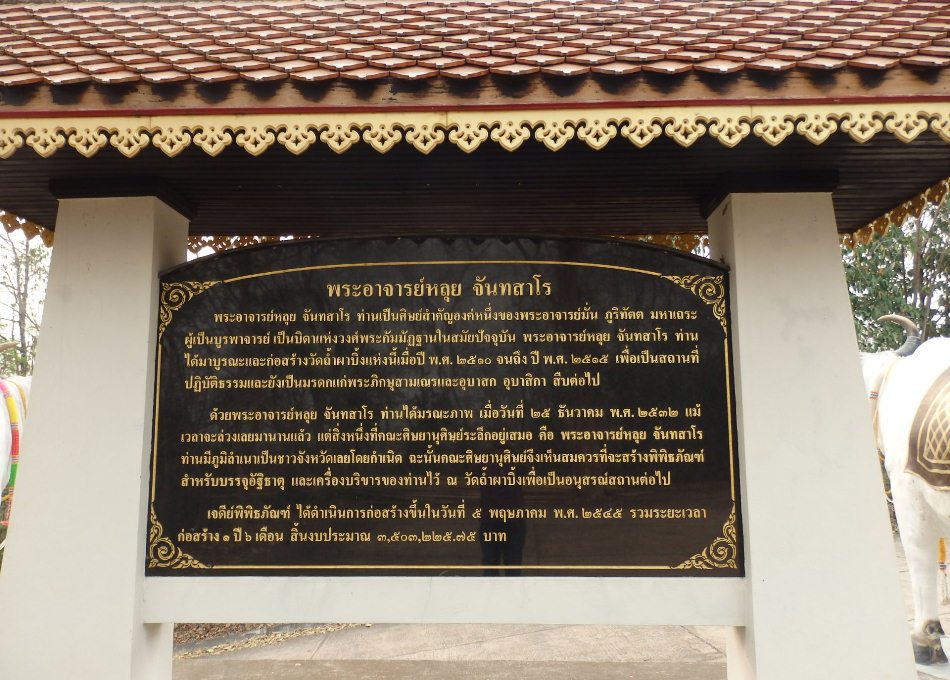 พระอาจารย์หลุย จันทสาโร
พระอาจารย์หลุย จันทสาโร ท่านเป็นศิษย์สำคัญองค์หนึ่งของพระอาจารย์มั่น ภูริทัตต มหาเถระ
ผู้เป็นบูรพาจารย์ เป็นบิดาแห่งวงศ์พระกัมมัฏฐานในสมัยปัจจุบัน พระอาจารย์หลุย จันทสาโร ท่าน
ได้มาบูรณะและก่อสร้างวัดถ้ำผาบิ้งแห่งนี้เมื่อปี พ.ศ. ๒๕๑๐ จนถึง ปี พ.ศ. ๒๕๑๕ เพื่อเป็นสถานที่
ปฏิบัติธรรมและยังเป็นมรดกแก่พระภิกษุสามเณรและอุบาสก อุบาสิกา สืบต่อไป
ด้วยพระอาจารย์หลุย จันทสาโร ท่านได้มรณะภาพ เมื่อวันที่ ๒๕ ธันวาคม พ.ศ. ๒๕๓๒ แม้
เวลาจะล่วงเลยมานานแล้ว แต่สิ่งหนึ่งที่คณะศิษยานุศิษย์ระลึกอยู่เสมอ คือ พระอาจารย์หลุย จันทสาโร
ท่านมีภูมิลำเนาเป็นชาวจังหวัดเลยโดยกำเนิด ฉะนั้นคณะศิษยานุศิษย์จึงเห็นสมควรที่จะสร้างพิพิธภัณฑ์
สำหรับบรรจุอัฐิธาตุ และเครื่องบริขารของท่านไว้ ณ วัดถ้ำผาบิ้งเพื่อเป็นอนุสรณ์สถานต่อไป
เจดีย์พิพิธภัณฑ์ ได้ดำเนินการก่อสร้างขึ้นในวันที่ ๕ พฤษภาคม พ.ศ. ๒๕๔๕ รวมระยะเวลา
ก่อสร้าง ๑ ปี ๖ เดือน สิ้นงบประมาณ ๓,๕๐๓,๒๒๕.๗๕ บาท